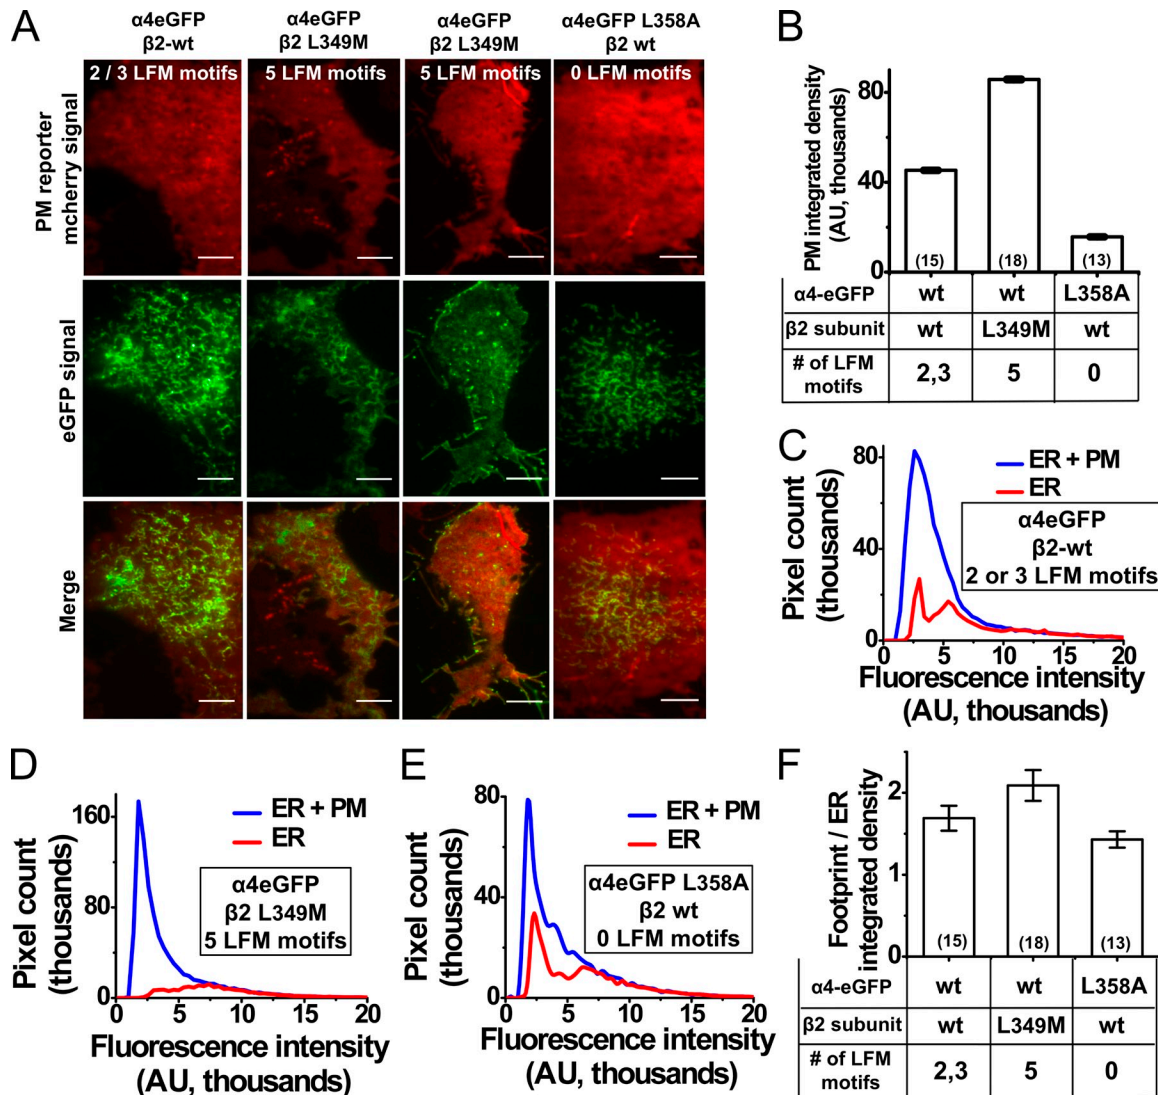 A
α4eGFP
β2-wt
α4eGFP
β2 L349M
α4eGFP
β2 L349M
α4eGFP L358A
β2 wt
2 / 3 LFM motifs
5 LFM motifs
5 LFM motifs
0 LFM motifs
PM reporter
mcherry signal
eGFP signal
Merge
B
PM integrated density
(AU, thousands)
80
40
0
(15)
(18)
(13)
α4-eGFP wt wt L358A
β2 subunit wt L349M wt
# of LFM
motifs
2,3 5 0
C
Pixel count
(thousands)
80
40
0
ER + PM
ER
α4eGFP
β2-wt
2 or 3 LFM motifs
0 5 10 15 20
Fluorescence intensity
(AU, thousands)
D
Pixel count
(thousands)
160
80
0
ER + PM
ER
α4eGFP
β2 L349M
5 LFM motifs
0 5 10 15 20
Fluorescence intensity
(AU, thousands)
E
Pixel count
(thousands)
80
40
0
ER + PM
ER
α4eGFP L358A
β2 wt
0 LFM motifs
0 5 10 15 20
Fluorescence intensity
(AU, thousands)
F
Footprint / ER
integrated density
2
1
0
(15)
(18)
(13)
α4-eGFP wt wt L358A
β2 subunit wt L349M wt
# of LFM
motifs
2,3 5 0